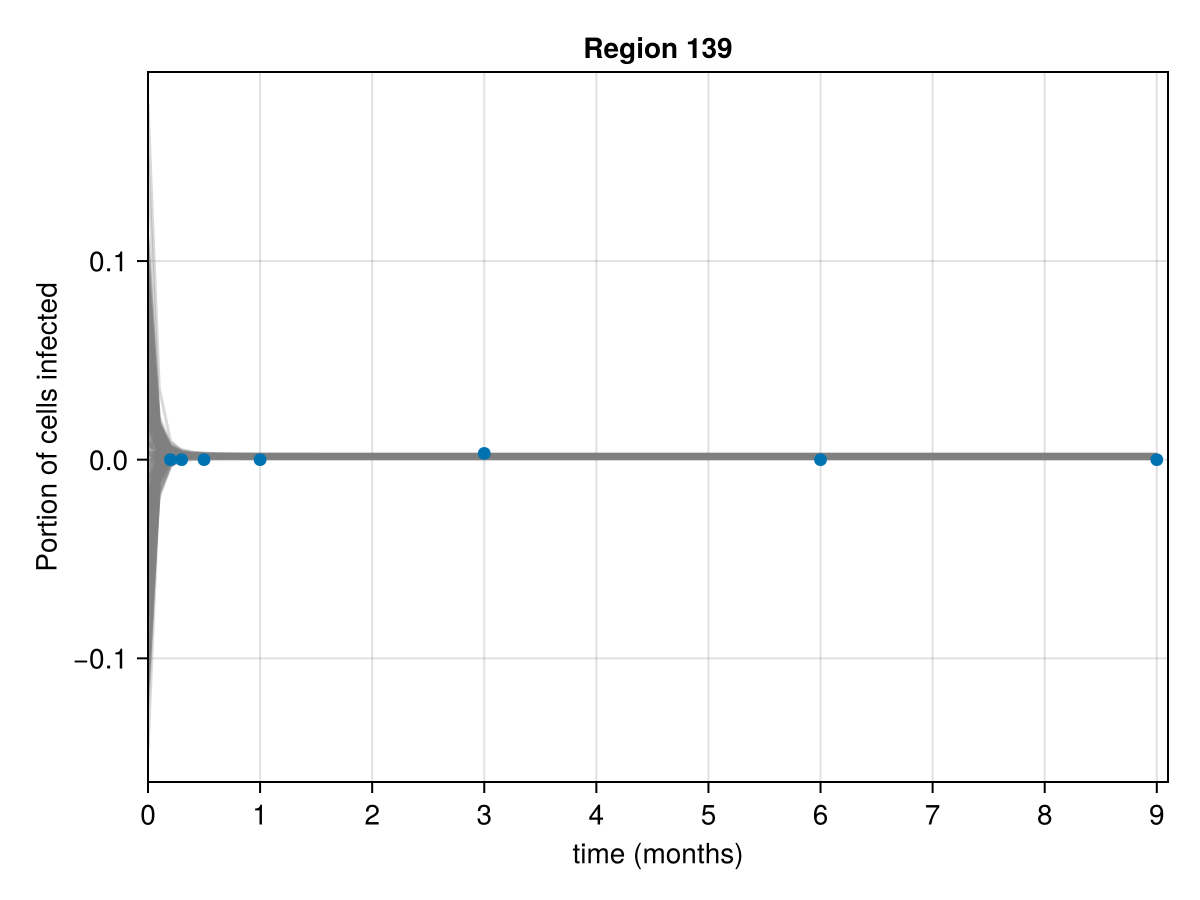 Region 139
Portion of cells infected
0.1
0.0
−0.1
0 1 2 3 4 5 6 7 8 9
time (months)